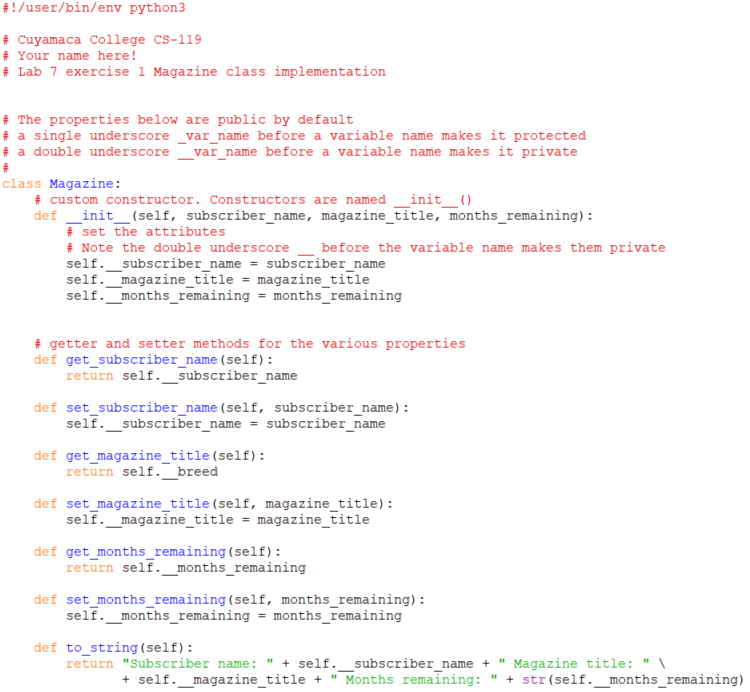 #!/user/bin/env python3

# Cuyamaca College CS-119
# Your name here!
# Lab 7 exercise 1 Magazine class implementation


# The properties below are public by default
# a single underscore _var_name before a variable name makes it protected
# a double underscore __var_name before a variable name makes it private
#
class Magazine:
    # custom constructor. Constructors are named __init__()
    def __init__(self, subscriber_name, magazine_title, months_remaining):
        # set the attributes
        # Note the double underscore __ before the variable name makes them private
        self.__subscriber_name = subscriber_name
        self.__magazine_title = magazine_title
        self.__months_remaining = months_remaining


    # getter and setter methods for the various properties
    def get_subscriber_name(self):
        return self.__subscriber_name

    def set_subscriber_name(self, subscriber_name):
        self.__subscriber_name = subscriber_name

    def get_magazine_title(self):
        return self.__breed

    def set_magazine_title(self, magazine_title):
        self.__magazine_title = magazine_title

    def get_months_remaining(self):
        return self.__months_remaining

    def set_months_remaining(self, months_remaining):
        self.__months_remaining = months_remaining

    def to_string(self):
        return "Subscriber name: " + self.__subscriber_name + " Magazine title: " \
               + self.__magazine_title + " Months remaining: " + str(self.__months_remaining)